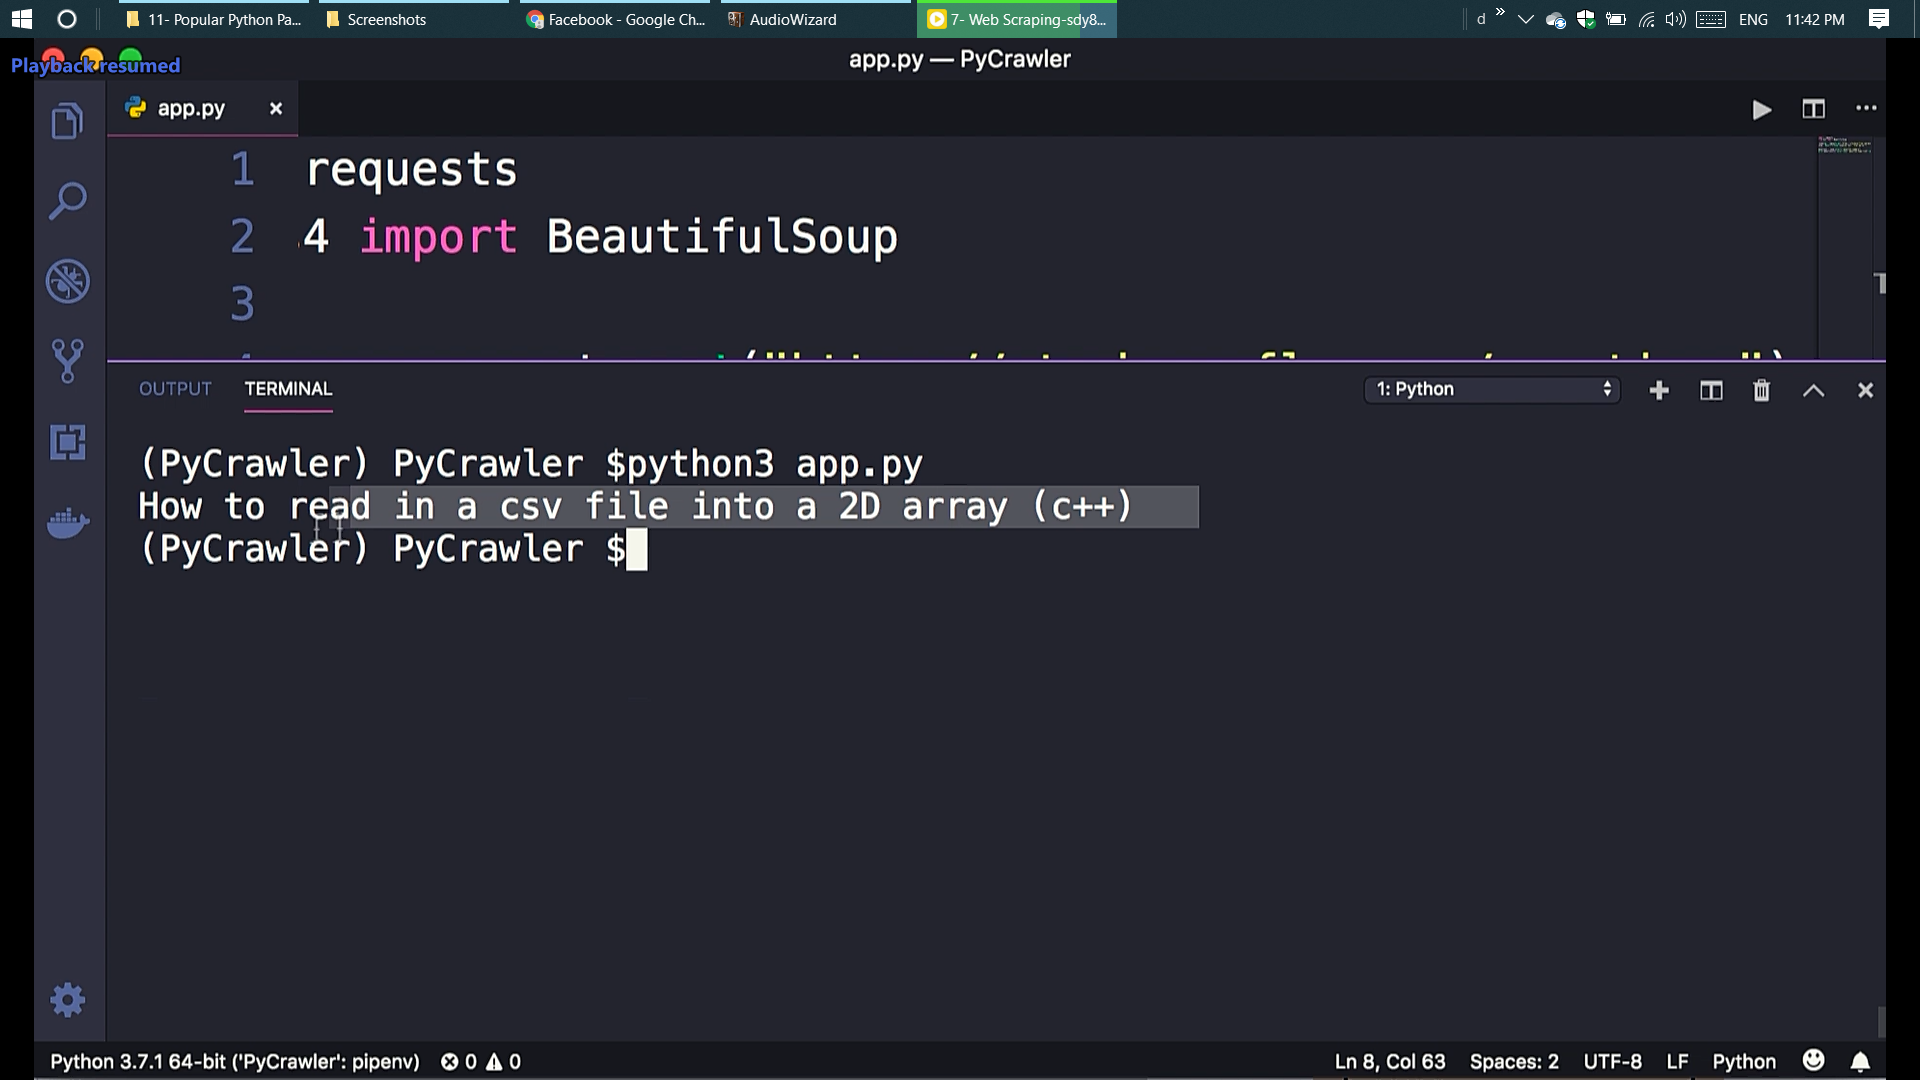 11- Popular Python Pa...
Screenshots
Facebook - Google Ch...
AudioWizard
7- Web Scraping-sdy8...
d
ENG
11:42 PM
Playback resumed
app.py — PyCrawler
app.py
1 requests
2 4 import BeautifulSoup
3
OUTPUT
TERMINAL
1: Python
(PyCrawler) PyCrawler $python3 app.py
How to read in a csv file into a 2D array (c++)
(PyCrawler) PyCrawler $
Python 3.7.1 64-bit ('PyCrawler': pipenv)
0
0
Ln 8, Col 63
Spaces: 2
UTF-8
LF
Python